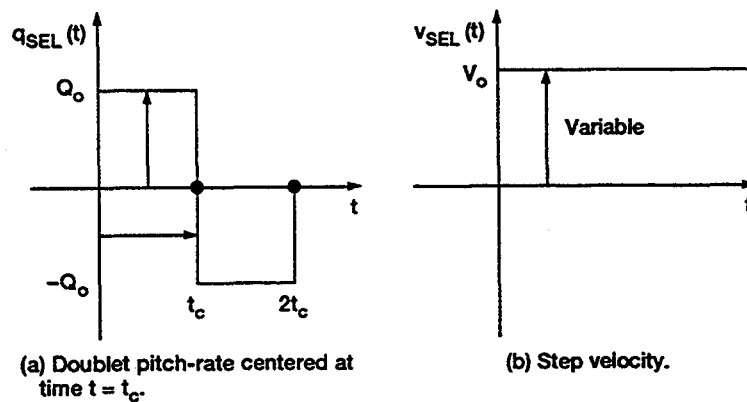 q_SEL (t)
Q_o
t
-Q_o
t_c
2t_c
(a) Doublet pitch-rate centered at
time t = t_c.
v_SEL (t)
V_o
Variable
t
(b) Step velocity.